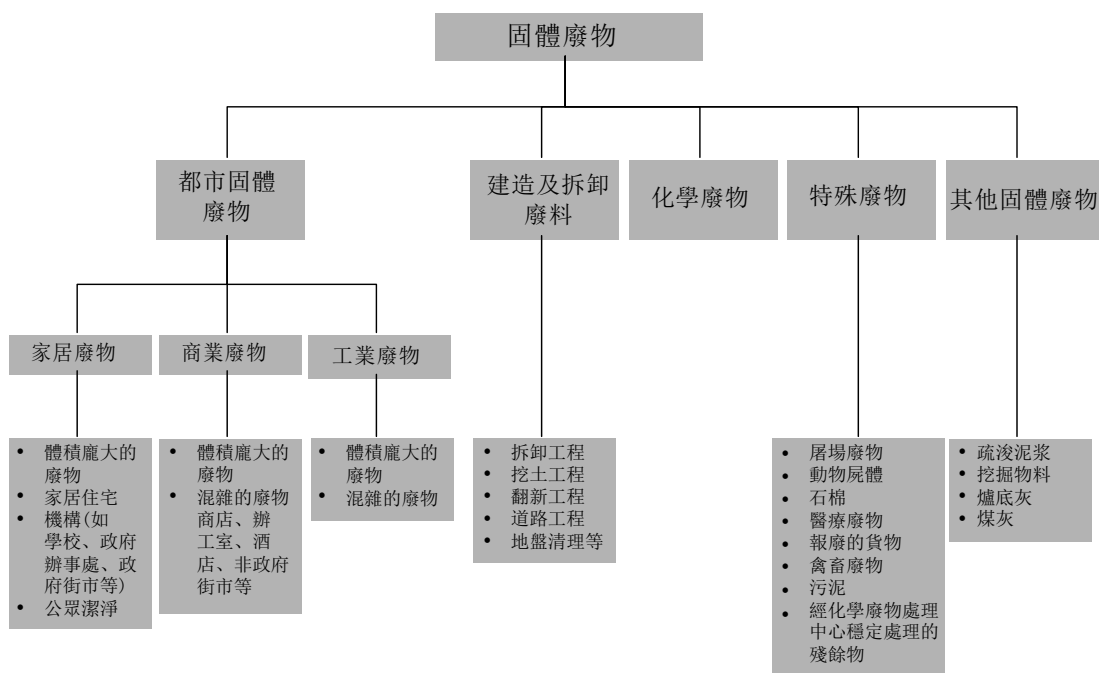 固體廢物
都市固體
廢物
建造及拆卸
廢料
化學廢物
特殊廢物
其他固體廢物
家居廢物
商業廢物
工業廢物
• 體積龐大的
廢物
• 家居住宅
• 機構(如
學校、政府
辦事處、政
府街市等)
• 公眾潔淨
• 體積龐大的
廢物
• 混雜的廢物
商店、辦
工室、酒
店、非政府
街市等
• 體積龐大的
廢物
• 混雜的廢物
• 拆卸工程
• 挖土工程
• 翻新工程
• 道路工程
• 地盤清理等
• 屠場廢物
• 動物屍體
• 石棉
• 醫療廢物
• 報廢的貨物
• 禽畜廢物
• 污泥
• 經化學廢物處理
中心穩定處理的
殘餘物
• 疏浚泥漿
• 挖掘物料
• 爐底灰
• 煤灰